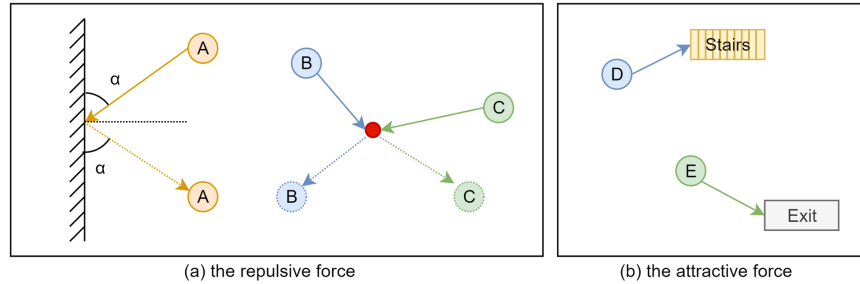 A
α
α
A
B
C
B
C
(a) the repulsive force
Stairs
D
E
Exit
(b) the attractive force